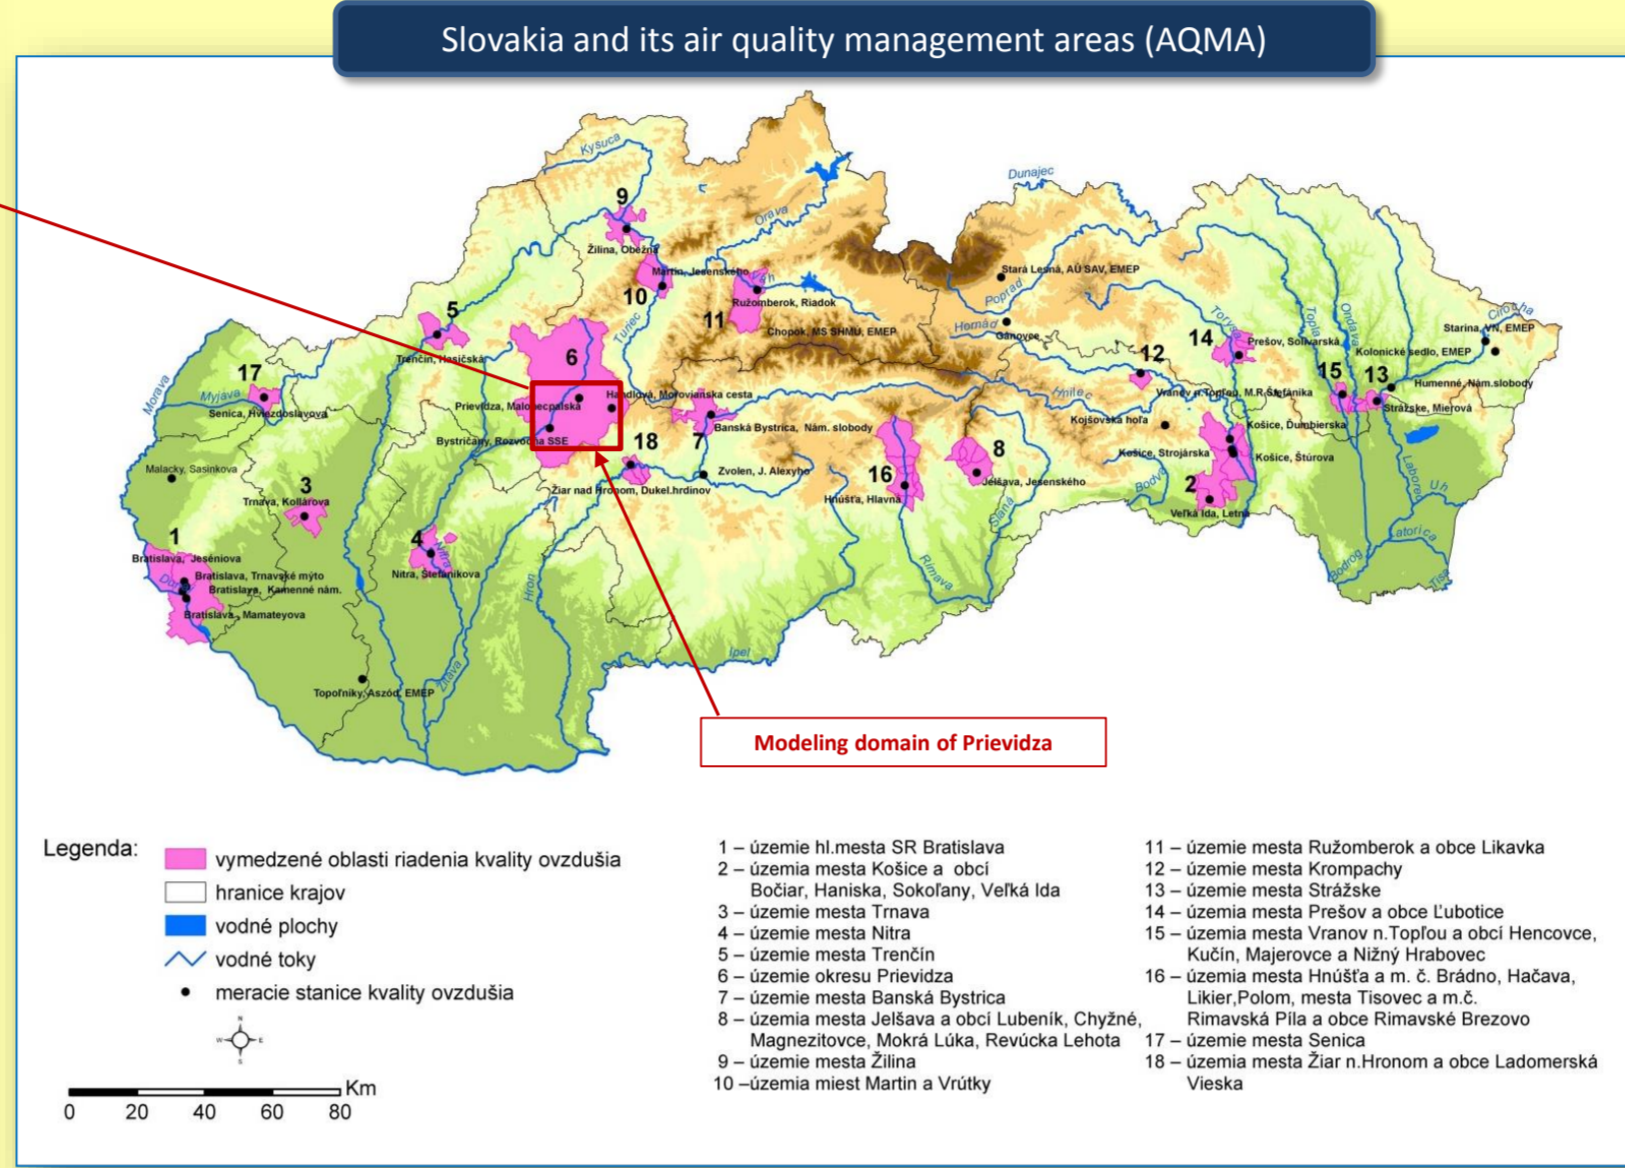 Slovakia and its air quality management areas (AQMA)
Kysuca
Dunajec
9
Orava
Žilina, Obežná
Martin, Jesenského
Váh
Stará Lesná, AÚ SAV, EMEP
10
Ružomberok, Riadok
Poprad
Torysa
Topľa
Ondava
Cirocha
5
11
Turiec
Chopok, MS SHMÚ, EMEP
Hornád
Gánovce
14
Prešov, Solivarská
Starina, VN, EMEP
Trenčín, Hasičská
6
12
Kolonické sedlo, EMEP
17
15
13
Humenné, Nám.slobody
Morava
Myjava
Senica, Hviezdoslavova
Prievidza, Malonecpalská
Handlová, Morovianska cesta
Hnilec
Vranov n.Topľou, M.R.Štefánika
Strážske, Mierová
Bystričany, Rozvodňa SSE
7
Banská Bystrica, Nám. slobody
Kojšovská hoľa
Košice, Ďumbierska
18
8
Košice, Strojárska
Košice, Štúrova
Malacky, Sasinkova
Zvolen, J. Alexyho
16
Jelšava, Jesenského
Bodva
2
Laborec
Uh
3
Trnava, Kollárova
Žiar nad Hronom, Dukel.hrdinov
Hnúšťa, Hlavná
Slaná
Veľká Ida, Letná
1
4
Nitra
Latorica
Bratislava, Jeséniova
Nitra, Štefánikova
Hron
Rimava
Bodrog
Tisa
Bratislava, Trnavské mýto
Bratislava, Kamenné nám.
Bratislava, Mamateyova
Ipeľ
Žitava
Topoľníky, Aszód, EMEP
Modeling domain of Prievidza
Legenda:
vymedzené oblasti riadenia kvality ovzdušia
hranice krajov
vodné plochy
vodné toky
meracie stanice kvality ovzdušia
N
W
E
S
Km
0 20 40 60 80
1 – územie hl.mesta SR Bratislava
2 – územia mesta Košice a obcí
Bočiar, Haniska, Sokoľany, Veľká Ida
3 – územie mesta Trnava
4 – územie mesta Nitra
5 – územie mesta Trenčín
6 – územie okresu Prievidza
7 – územie mesta Banská Bystrica
8 – územia mesta Jelšava a obcí Lubeník, Chyžné,
Magnezitovce, Mokrá Lúka, Revúcka Lehota
9 – územie mesta Žilina
10 –územia miest Martin a Vrútky
11 – územie mesta Ružomberok a obce Likavka
12 – územie mesta Krompachy
13 – územie mesta Strážske
14 – územia mesta Prešov a obce Ľubotice
15 – územia mesta Vranov n.Topľou a obcí Hencovce,
Kučín, Majerovce a Nižný Hrabovec
16 – územia mesta Hnúšťa a m. č. Brádno, Hačava,
Likier,Polom, mesta Tisovec a m.č.
Rimavská Píla a obce Rimavské Brezovo
17 – územie mesta Senica
18 – územia mesta Žiar n.Hronom a obce Ladomerská
Vieska